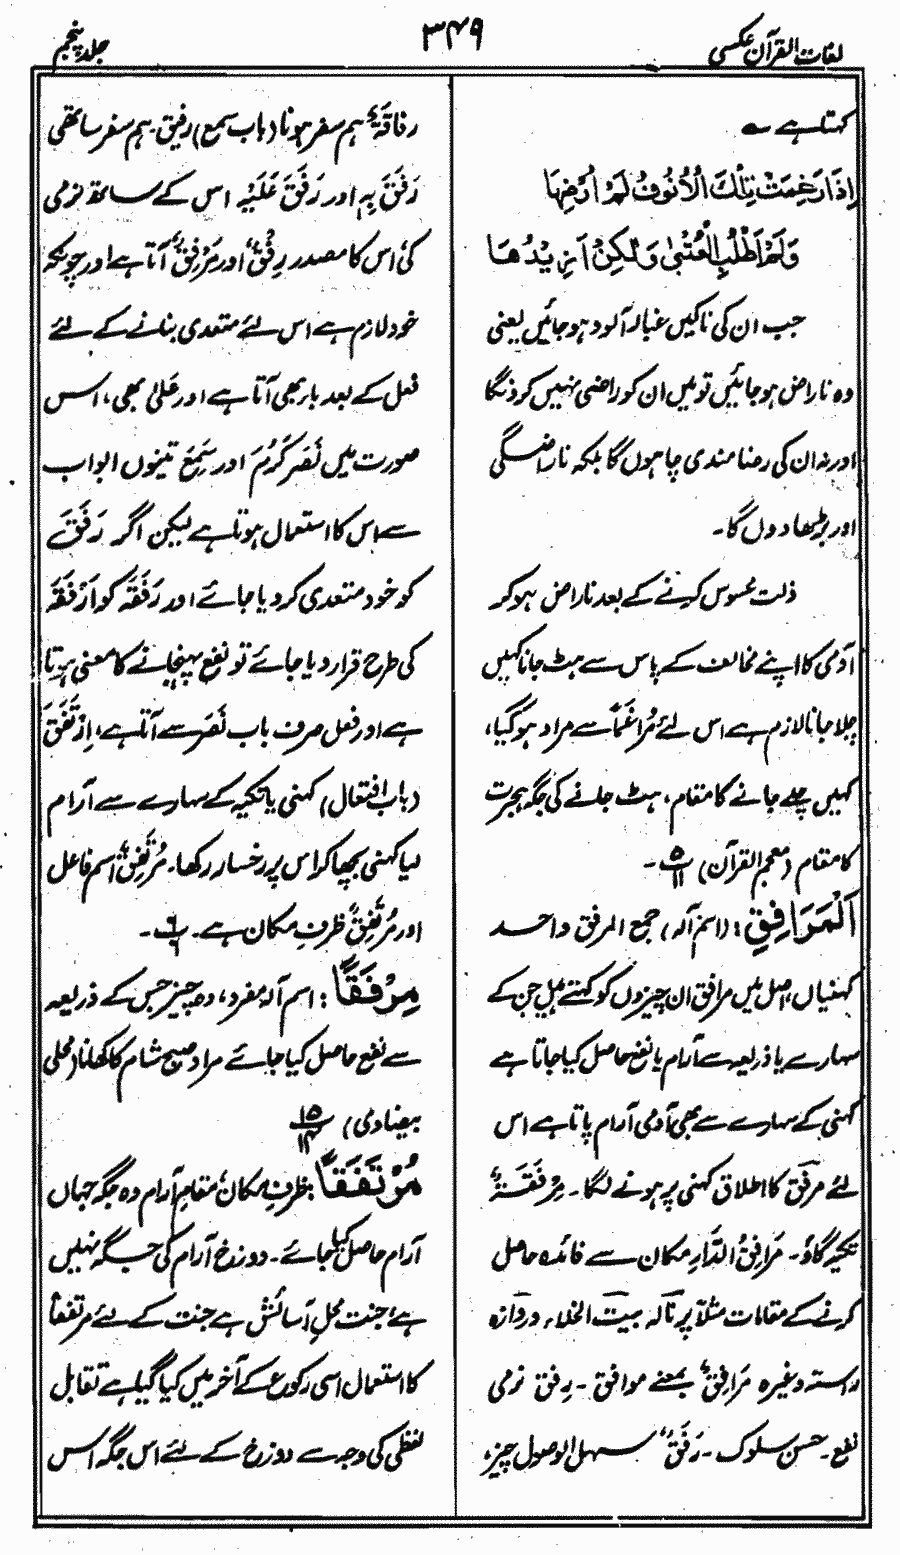 لغات القرآن عکسی
۳۴۹
جلد پنجم
کہتا ہے ؎
إِذَا رَغِمَتْ تِلْكَ الْأُنُوفُ لَمْ أُرْضِهَا
وَلَمْ أَطْلُبِ الْعُتْبٰى وَلٰكِنْ أَزِيْدُهَا
جب ان کی ناکیں غبار آلود ہو جائیں یعنی
وہ ناراض ہو جائیں تو میں ان کو راضی نہیں کروں گا
اور نہ ان کی رضا مندی چاہوں گا بلکہ ناراضگی
اور بڑھا دوں گا۔
ذلت محسوس کرنے کے بعد ناراض ہو کر
آدمی کا اپنے مخالف کے پاس سے ہٹ جانا کہیں
چلا جانا لازم ہے اس لئے مُرَاغَمًا سے مراد ہو گیا،
کہیں چلے جانے کا مقام، ہٹ جانے کی جگہ ہجرت
کا مقام (معجم القرآن) ۵/۱۱ ۔
اَلْمَرَافِقِ: (اسم آلہ) جمع المرفق واحد
کہنیاں، اصل میں مرافق ان چیزوں کو کہتے ہیں جن کے
سہارے یا ذریعہ سے آرام یا نفع حاصل کیا جاتا ہے
کہنی کے سہارے سے بھی آدمی آرام پاتا ہے اس
لئے مرفق کا اطلاق کہنی پر ہونے لگا۔ مِرْفَقَةٌ
تکیہ گاؤ۔ مَرَافِقُ الدَّارِ مکان سے فائدہ حاصل
کرنے کے مقامات مثلاً پرنالہ بیت الخلاء دروازہ
راستہ وغیرہ مَرَافِقُ بمعنے موافق ۔ رِفق نرمی
نفع۔ حسن سلوک۔ رَفَقٌ سہل الوصول چیز،
رفاقۃً ہم سفر ہونا (باب سمع) رفیق۔ ہم سفر ساتھی
رَفَقَ بِہٖ اور رَفَقَ عَلَیْہِ اس کے ساتھ نرمی
کی اس کا مصدر رِفْقٌ اور مَرْفِقٌ آتا ہے اور چونکہ
خود لازم ہے اس لئے متعدی بنانے کے لئے
فعل کے بعد با بھی آتا ہے اور عَلیٰ بھی، اس
صورت میں نَصَرَ کَرُمَ اور سَمِعَ تینوں ابواب
سے اس کا استعمال ہوتا ہے لیکن اگر رَفَقَ
کو خود متعدی کر دیا جائے اور رَفَقَہٗ کو اَرْفَقَہٗ
کی طرح قرار دیا جائے تو نفع پہنچانے کا معنی ہوتا
ہے اور فعل صرف باب نَصَرَ سے آتا ہے، اِرْتَفَقَ
(باب افتعال) کہنی یا تکیہ کے سہارے سے آرام
لیا کہنی بچھا کر اس پر رخسار رکھا۔ مُرْتَفِقٌ اسم فاعل
اور مُرْتَفَقٌ ظرفِ مکان ہے۔ ۶/۶ ۔
مِرْفَقًا: اسم آلہ مفرد، وہ چیز جس کے ذریعہ
سے نفع حاصل کیا جائے مراد صبح شام کا کھانا (محلی
بیضاوی) ۱۵/۱۴
مُرْتَفَقًا: ظرفِ مکان، مقامِ آرام وہ جگہ جہاں
آرام حاصل کیا جائے۔ دوزخ آرام کی جگہ نہیں
ہے، جنت محلِ آسائش ہے جنت کے لئے مرتفقاً
کا استعمال اسی رکوع کے آخر میں کیا گیا ہے تقابل
لفظی کی وجہ سے دوزخ کے لئے اس جگہ اس